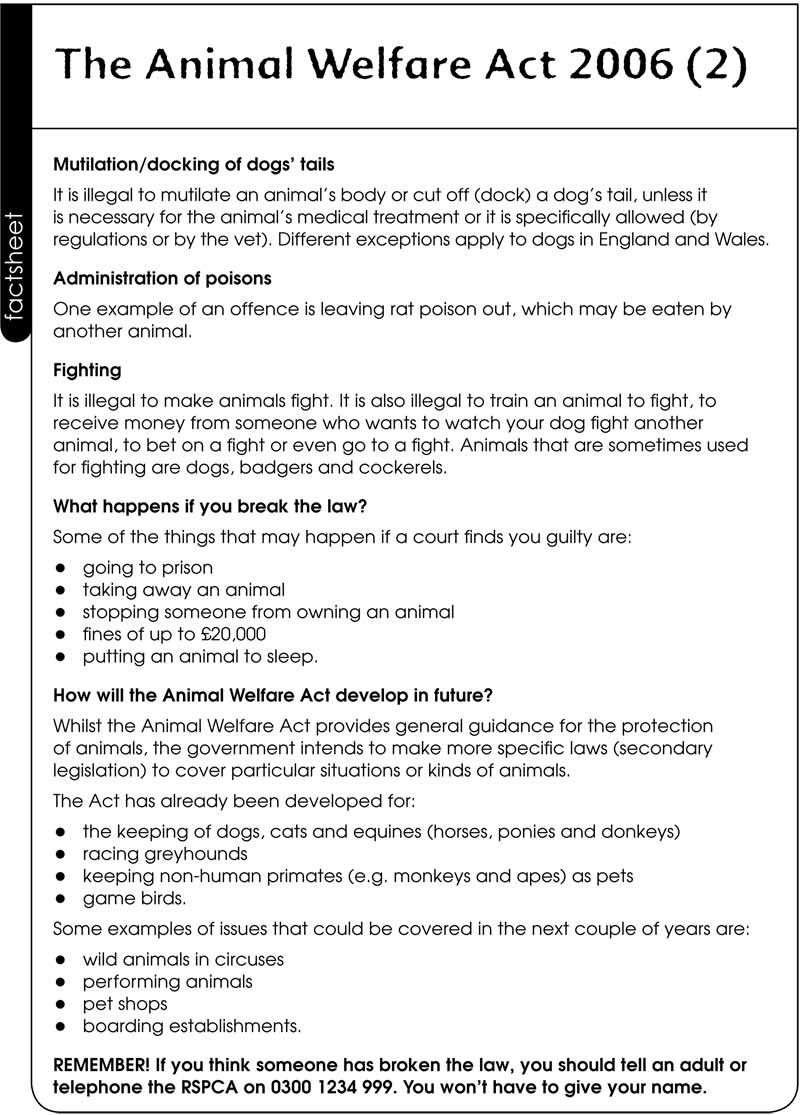 The Animal Welfare Act 2006 (2)
factsheet
Mutilation/docking of dogs’ tails
It is illegal to mutilate an animal’s body or cut off (dock) a dog’s tail, unless it
is necessary for the animal’s medical treatment or it is specifically allowed (by
regulations or by the vet). Different exceptions apply to dogs in England and Wales.
Administration of poisons
One example of an offence is leaving rat poison out, which may be eaten by
another animal.
Fighting
It is illegal to make animals fight. It is also illegal to train an animal to fight, to
receive money from someone who wants to watch your dog fight another
animal, to bet on a fight or even go to a fight. Animals that are sometimes used
for fighting are dogs, badgers and cockerels.
What happens if you break the law?
Some of the things that may happen if a court finds you guilty are:
● going to prison
● taking away an animal
● stopping someone from owning an animal
● fines of up to £20,000
● putting an animal to sleep.
How will the Animal Welfare Act develop in future?
Whilst the Animal Welfare Act provides general guidance for the protection
of animals, the government intends to make more specific laws (secondary
legislation) to cover particular situations or kinds of animals.
The Act has already been developed for:
● the keeping of dogs, cats and equines (horses, ponies and donkeys)
● racing greyhounds
● keeping non-human primates (e.g. monkeys and apes) as pets
● game birds.
Some examples of issues that could be covered in the next couple of years are:
● wild animals in circuses
● performing animals
● pet shops
● boarding establishments.
REMEMBER! If you think someone has broken the law, you should tell an adult or
telephone the RSPCA on 0300 1234 999. You won’t have to give your name.